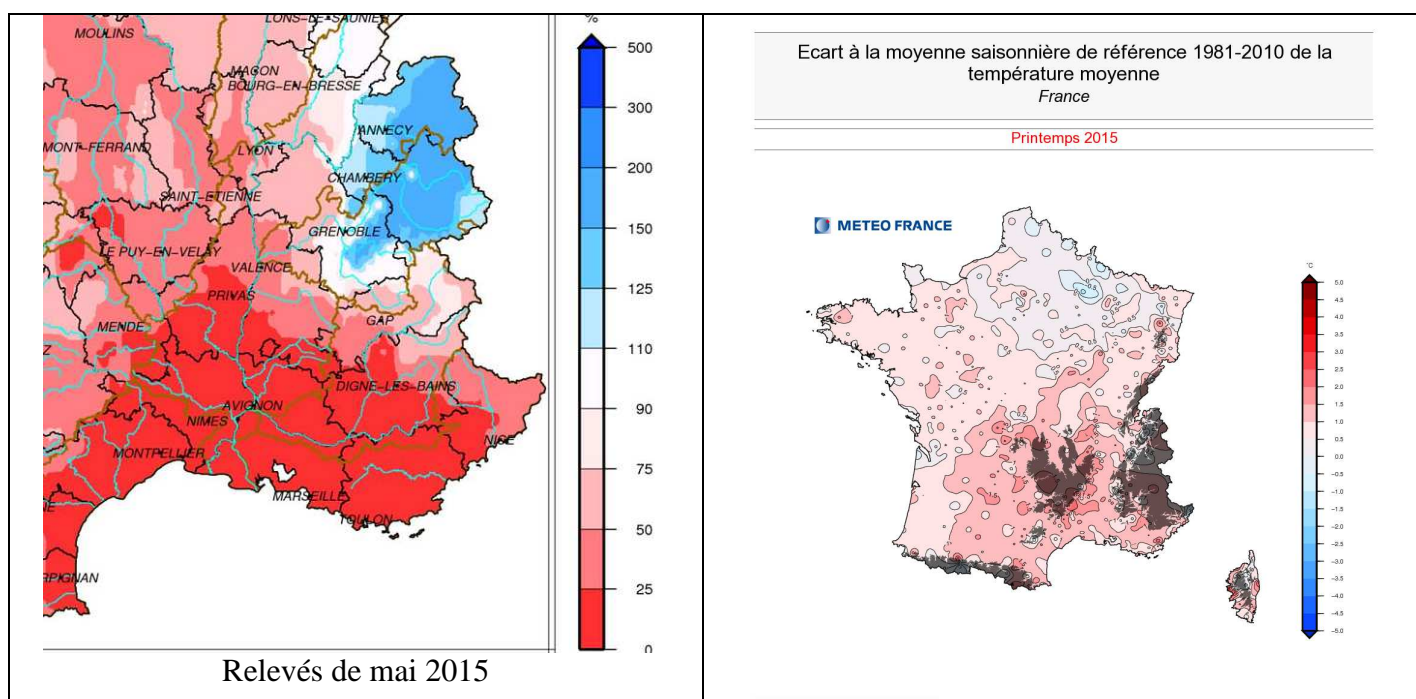 %
LONS-LE-SAUNIER
MOULINS
MACON
BOURG-EN-BRESSE
ANNECY
MONT-FERRAND
LYON
CHAMBERY
SAINT-ETIENNE
GRENOBLE
LE PUY-EN-VELAY
VALENCE
PRIVAS
MENDE
GAP
Z
DIGNE-LES-BAINS
AVIGNON
NIMES
NICE
MONTPELLIER
MARSEILLE
NE
TOULON
RPIGNAN
500
300
200
150
125
110
90
75
50
25
0
Relevés de mai 2015
Ecart à la moyenne saisonnière de référence 1981-2010 de la
température moyenne
France
Printemps 2015
METEO FRANCE
°C
5.0
4.5
4.0
3.5
3.0
2.5
2.0
1.5
1.0
0.5
0.0
-0.5
-1.0
-1.5
-2.0
-2.5
-3.0
-3.5
-4.0
-4.5
-5.0